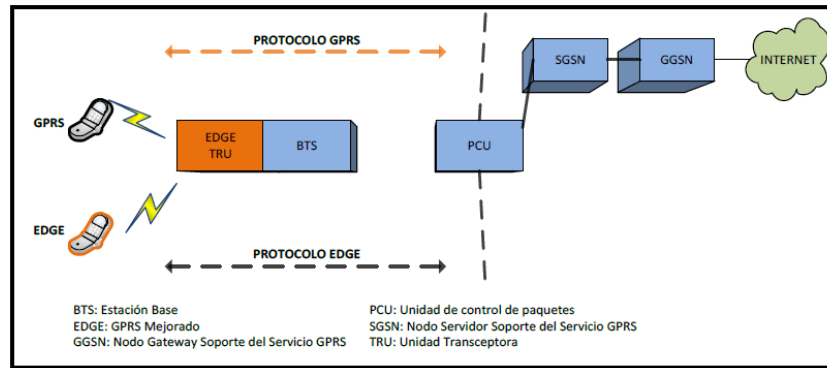 PROTOCOLO GPRS
SGSN
GGSN
INTERNET
GPRS
EDGE
TRU
BTS
PCU
EDGE
PROTOCOLO EDGE
BTS: Estación Base
EDGE: GPRS Mejorado
GGSN: Nodo Gateway Soporte del Servicio GPRS
PCU: Unidad de control de paquetes
SGSN: Nodo Servidor Soporte del Servicio GPRS
TRU: Unidad Transceptora